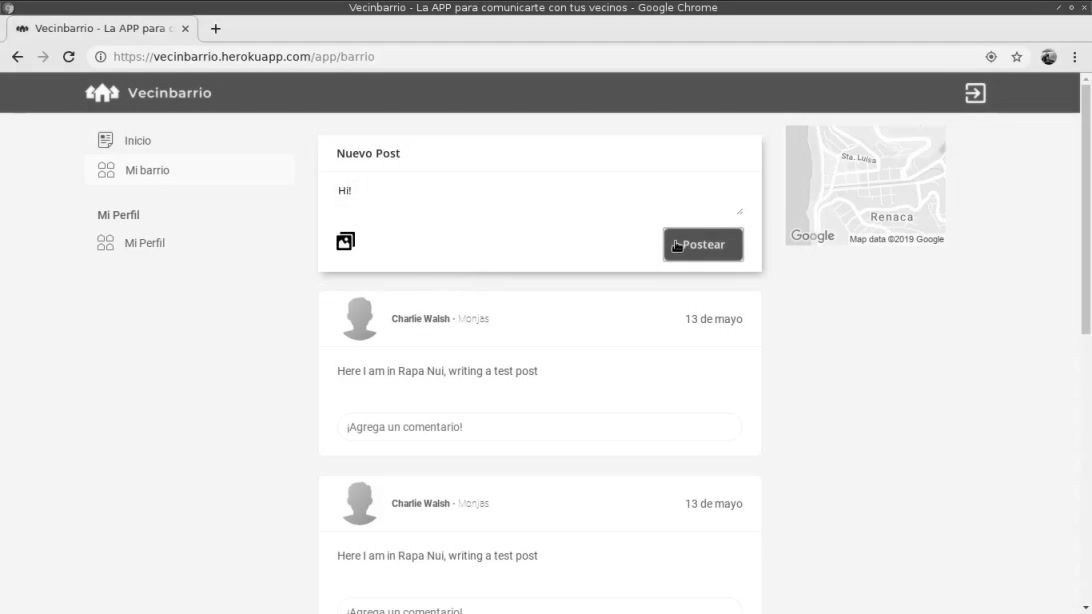 Vecinbarrio - La APP para comunicarte con tus vecinos - Google Chrome
Vecinbarrio - La APP para c
https://vecinbarrio.herokuapp.com/app/barrio
Vecinbarrio
Inicio
Mi barrio
Mi Perfil
Mi Perfil
Nuevo Post
Hi!
Postear
Sta. Luisa
Renaca
Google
Map data ©2019 Google
Charlie Walsh - Monjas
13 de mayo
Here I am in Rapa Nui, writing a test post
¡Agrega un comentario!
Charlie Walsh - Monjas
13 de mayo
Here I am in Rapa Nui, writing a test post
¡Agrega un comentario!